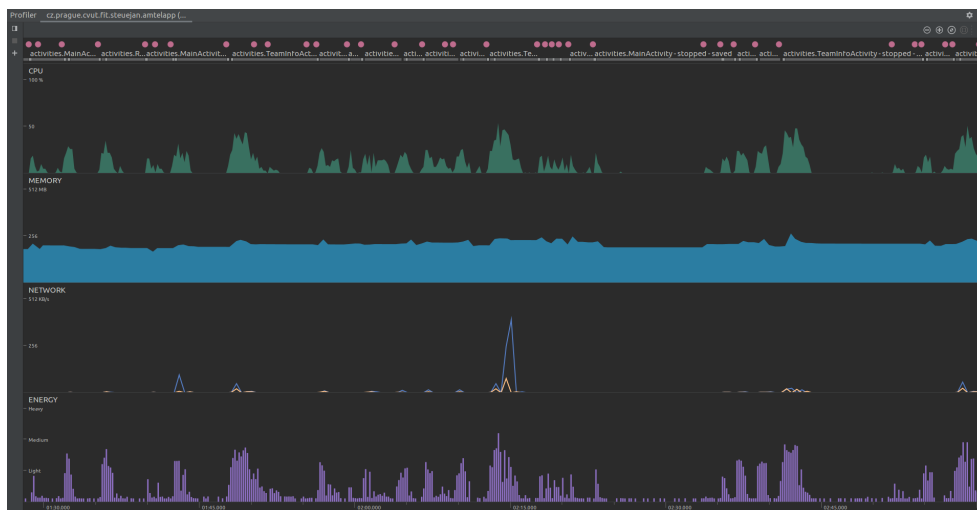 Profiler cz.prague.cvut.fit.steuejan.amtelapp (...
activities.MainAc... activities.R... activities.MainActivit... activities.TeamInfoAct... activit... a... activitie... acti... activiti... activiti... activities.Te... activ... activities.MainActivity - stopped - saved acti... acti... activities.TeamInfoActivity - stopped - ... activi... activit
CPU
100 %
50
MEMORY
512 MB
256
NETWORK
512 KB/s
256
ENERGY
Heavy
Medium
Light
01:30.000 01:45.000 02:00.000 02:15.000 02:30.000 02:45.000